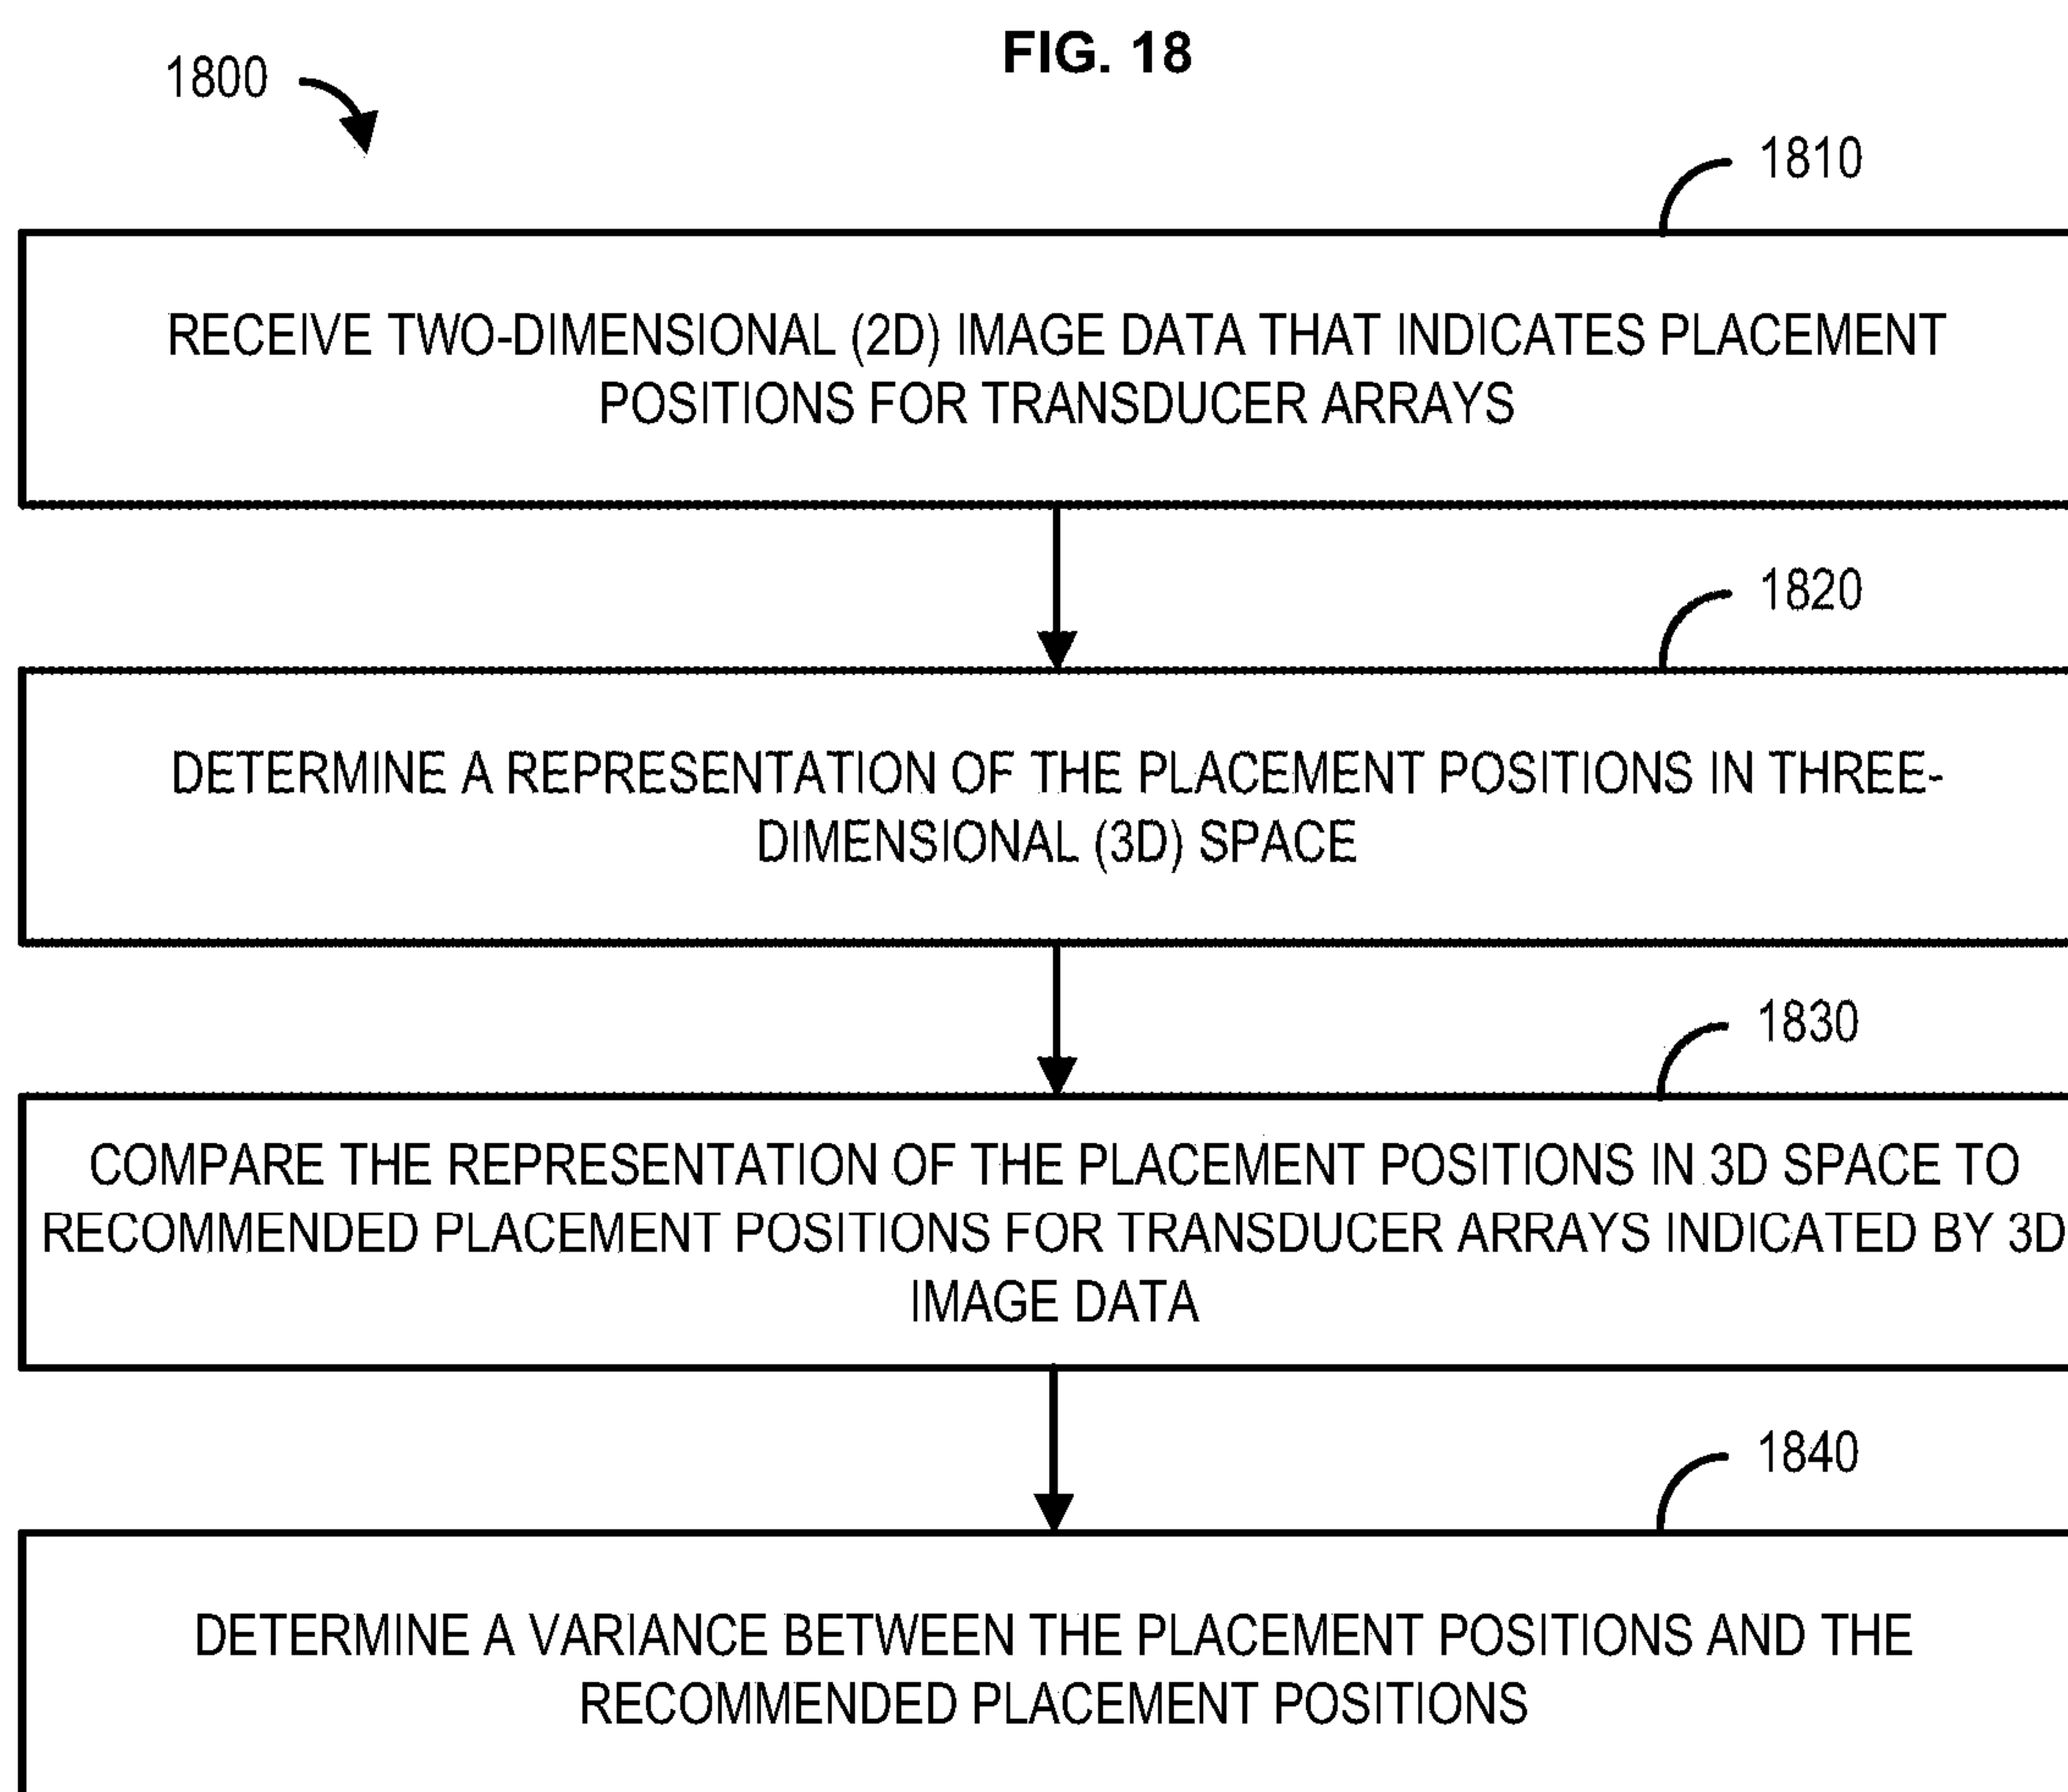 FIG. 18
1800
1810
RECEIVE TWO-DIMENSIONAL (2D) IMAGE DATA THAT INDICATES PLACEMENT
POSITIONS FOR TRANSDUCER ARRAYS
1820
DETERMINE A REPRESENTATION OF THE PLACEMENT POSITIONS IN THREE-
DIMENSIONAL (3D) SPACE
1830
COMPARE THE REPRESENTATION OF THE PLACEMENT POSITIONS IN 3D SPACE TO
RECOMMENDED PLACEMENT POSITIONS FOR TRANSDUCER ARRAYS INDICATED BY 3D
IMAGE DATA
1840
DETERMINE A VARIANCE BETWEEN THE PLACEMENT POSITIONS AND THE
RECOMMENDED PLACEMENT POSITIONS